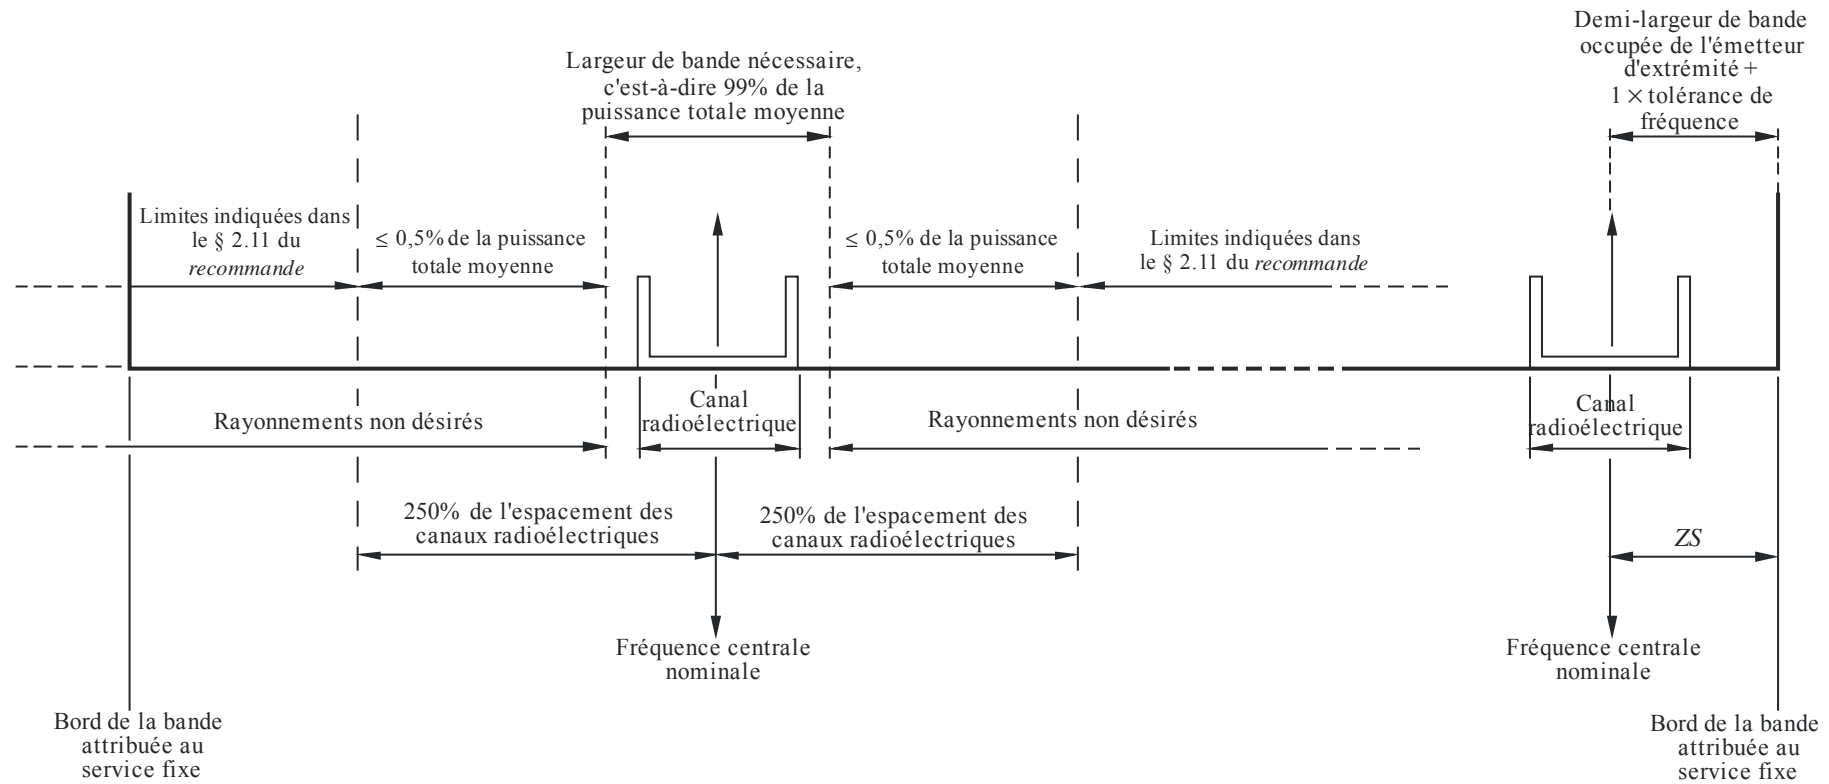 Demi-largeur de bande
occupée de l'émetteur
d'extrémité +
1 × tolérance de
fréquence
Largeur de bande nécessaire,
c'est-à-dire 99% de la
puissance totale moyenne
Limites indiquées dans
le § 2.11 du
recommande
≤ 0,5% de la puissance
totale moyenne
≤ 0,5% de la puissance
totale moyenne
Limites indiquées dans
le § 2.11 du recommande
Rayonnements non désirés
Canal
radioélectrique
Rayonnements non désirés
Canal
radioélectrique
250% de l'espacement des
canaux radioélectriques
250% de l'espacement des
canaux radioélectriques
ZS
Fréquence centrale
nominale
Fréquence centrale
nominale
Bord de la bande
attribuée au
service fixe
Bord de la bande
attribuée au
service fixe